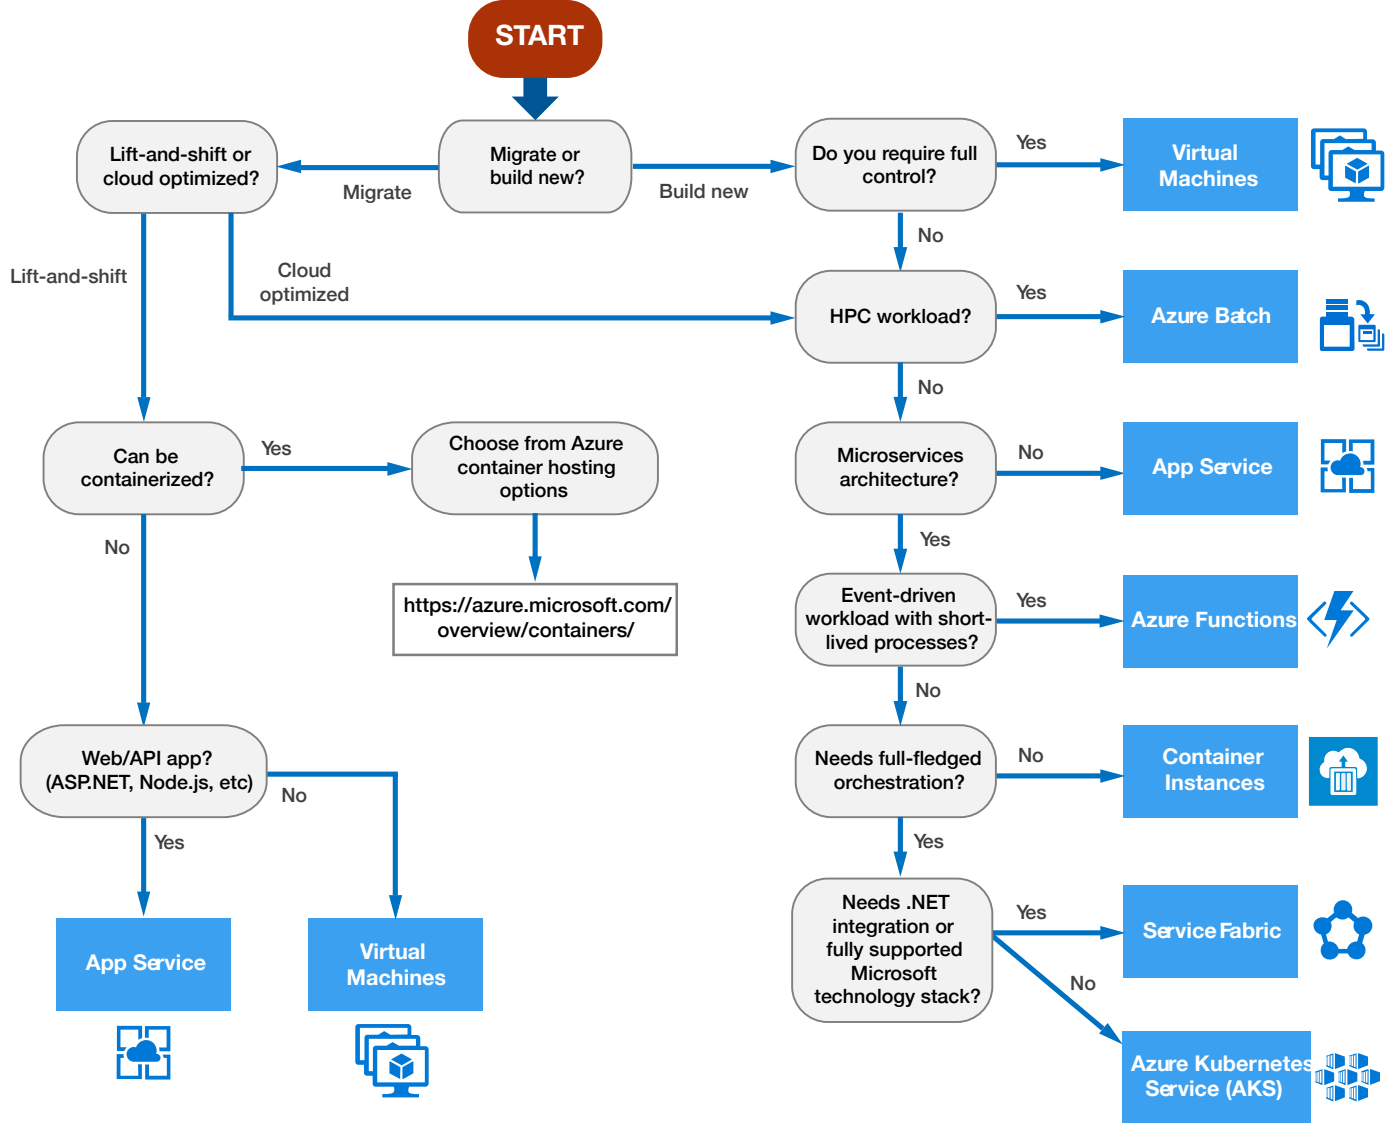 START
Lift-and-shift or
cloud optimized?
Migrate
Migrate or
build new?
Build new
Do you require full
control?
Yes
Virtual
Machines
No
Lift-and-shift
Cloud
optimized
HPC workload?
Yes
Azure Batch
No
Can be
containerized?
Yes
Choose from Azure
container hosting
options
Microservices
architecture?
No
App Service
No
Yes
https://azure.microsoft.com/
overview/containers/
Event-driven
workload with short-
lived processes?
Yes
Azure Functions
No
Web/API app?
(ASP.NET, Node.js, etc)
No
Yes
Needs full-fledged
orchestration?
No
Container
Instances
Yes
App Service
Virtual
Machines
Needs .NET
integration or
fully supported
Microsoft
technology stack?
Yes
Service Fabric
No
Azure Kubernetes
Service (AKS)